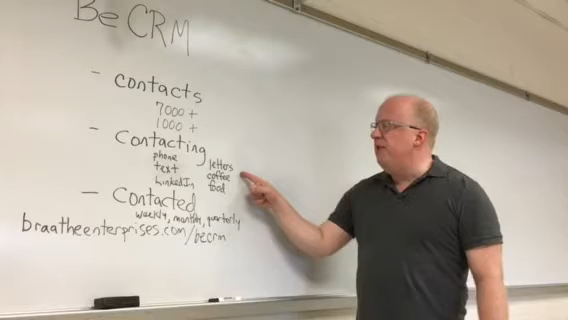 Be CRM
- contacts
7000 +
1000 +
- Contacting
phone
text
LinkedIn
letters
coffee
food
- Contacted
weekly, monthly, quarterly
braatheenterprises.com/becrm